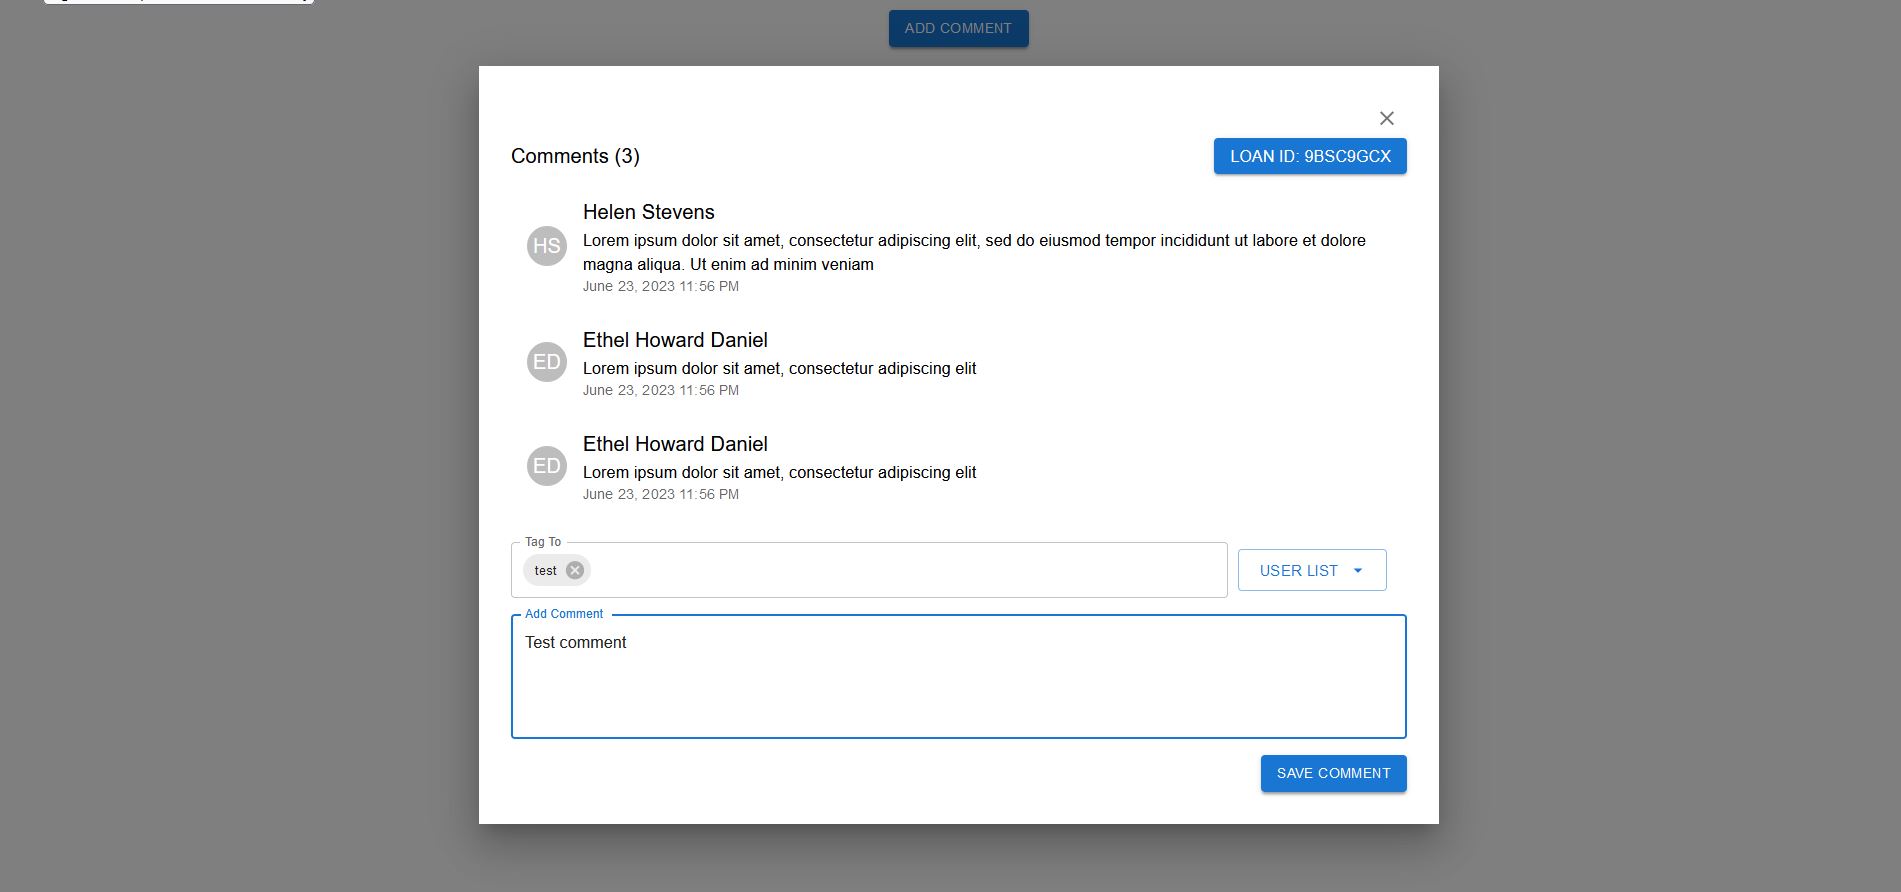 ADD COMMENT
Comments (3)
LOAN ID: 9BSC9GCX
Helen Stevens
HS
Lorem ipsum dolor sit amet, consectetur adipiscing elit, sed do eiusmod tempor incididunt ut labore et dolore
magna aliqua. Ut enim ad minim veniam
June 23, 2023 11:56 PM
Ethel Howard Daniel
ED
Lorem ipsum dolor sit amet, consectetur adipiscing elit
June 23, 2023 11:56 PM
Ethel Howard Daniel
ED
Lorem ipsum dolor sit amet, consectetur adipiscing elit
June 23, 2023 11:56 PM
Tag To
test
USER LIST
Add Comment
Test comment
SAVE COMMENT